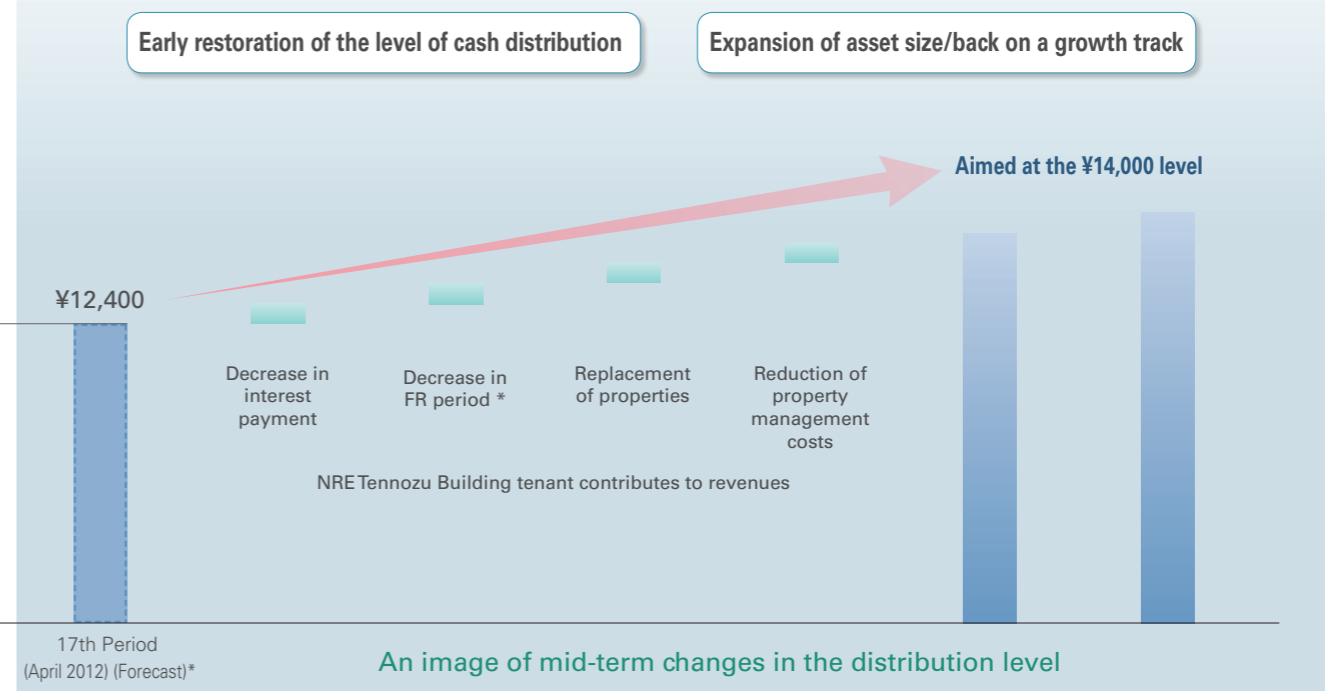 Early restoration of the level of cash distribution
Expansion of asset size/back on a growth track
Aimed at the ¥14,000 level
¥12,400
Decrease in
interest
payment
Decrease in
FR period *
Replacement
of properties
Reduction of
property
management
costs
NRE Tennozu Building tenant contributes to revenues
17th Period
(April 2012) (Forecast)*
An image of mid-term changes in the distribution level